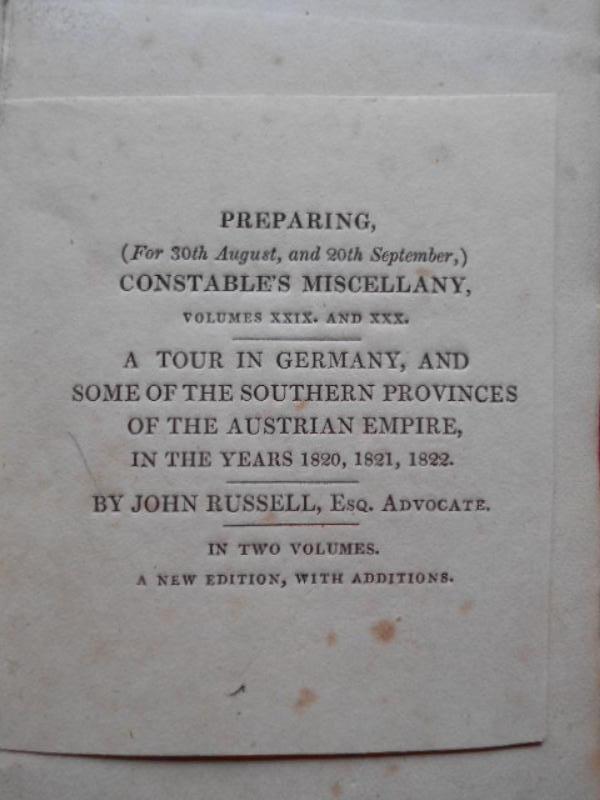 PREPARING,
(For 30th August, and 20th September,)
CONSTABLE'S MISCELLANY,
VOLUMES XXIX. AND XXX.
A TOUR IN GERMANY, AND
SOME OF THE SOUTHERN PROVINCES
OF THE AUSTRIAN EMPIRE,
IN THE YEARS 1820, 1821, 1822.
BY JOHN RUSSELL, Esq. Advocate.
IN TWO VOLUMES.
A NEW EDITION, WITH ADDITIONS.